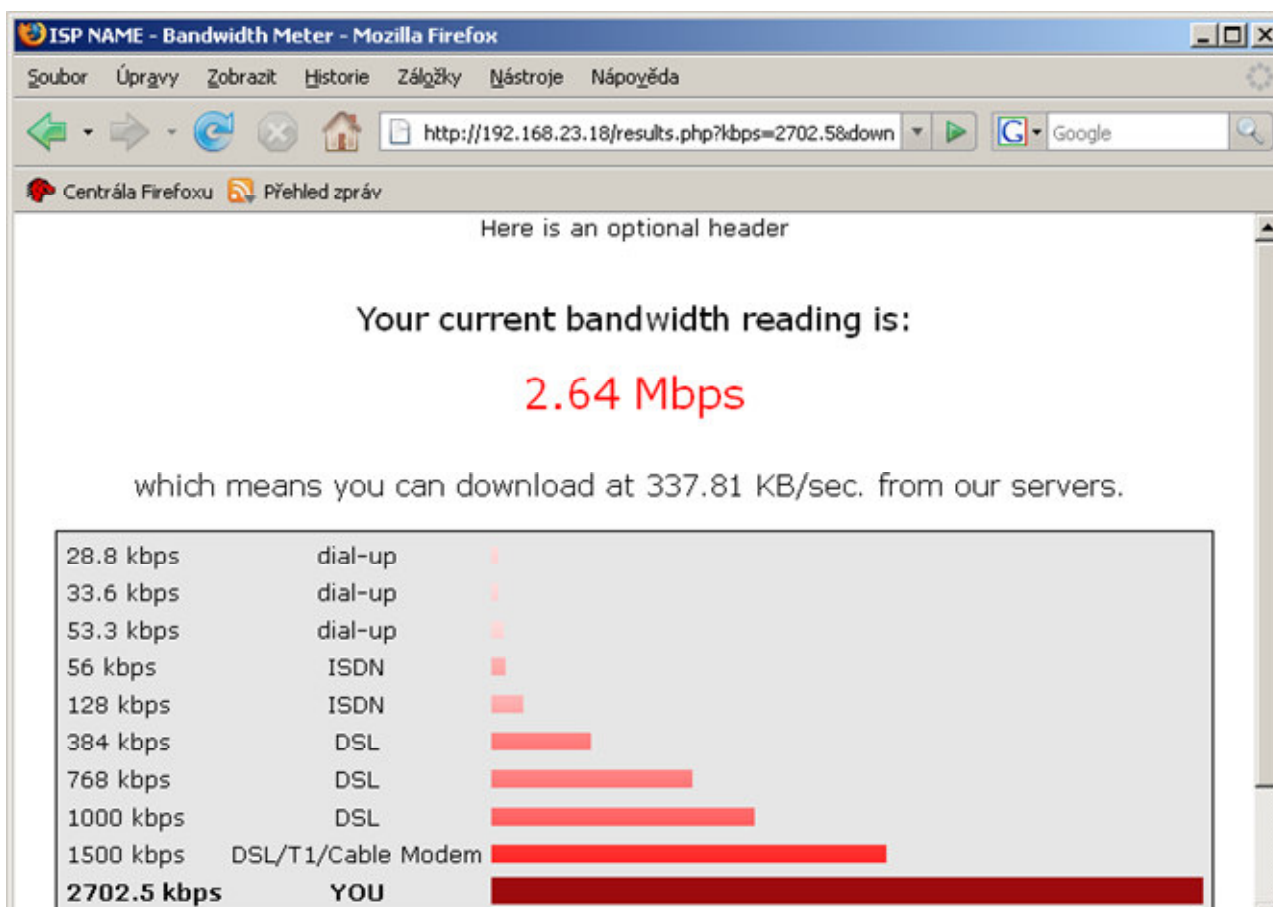 ISP NAME - Bandwidth Meter - Mozilla Firefox
Soubor Úpravy Zobrazit Historie Záložky Nástroje Nápověda
http://192.168.23.18/results.php?kbps=2702.5&down Google
Centrála Firefoxu Přehled zpráv
Here is an optional header
Your current bandwidth reading is:
2.64 Mbps
which means you can download at 337.81 KB/sec. from our servers.
28.8 kbps dial-up
33.6 kbps dial-up
53.3 kbps dial-up
56 kbps ISDN
128 kbps ISDN
384 kbps DSL
768 kbps DSL
1000 kbps DSL
1500 kbps DSL/T1/Cable Modem
2702.5 kbps YOU